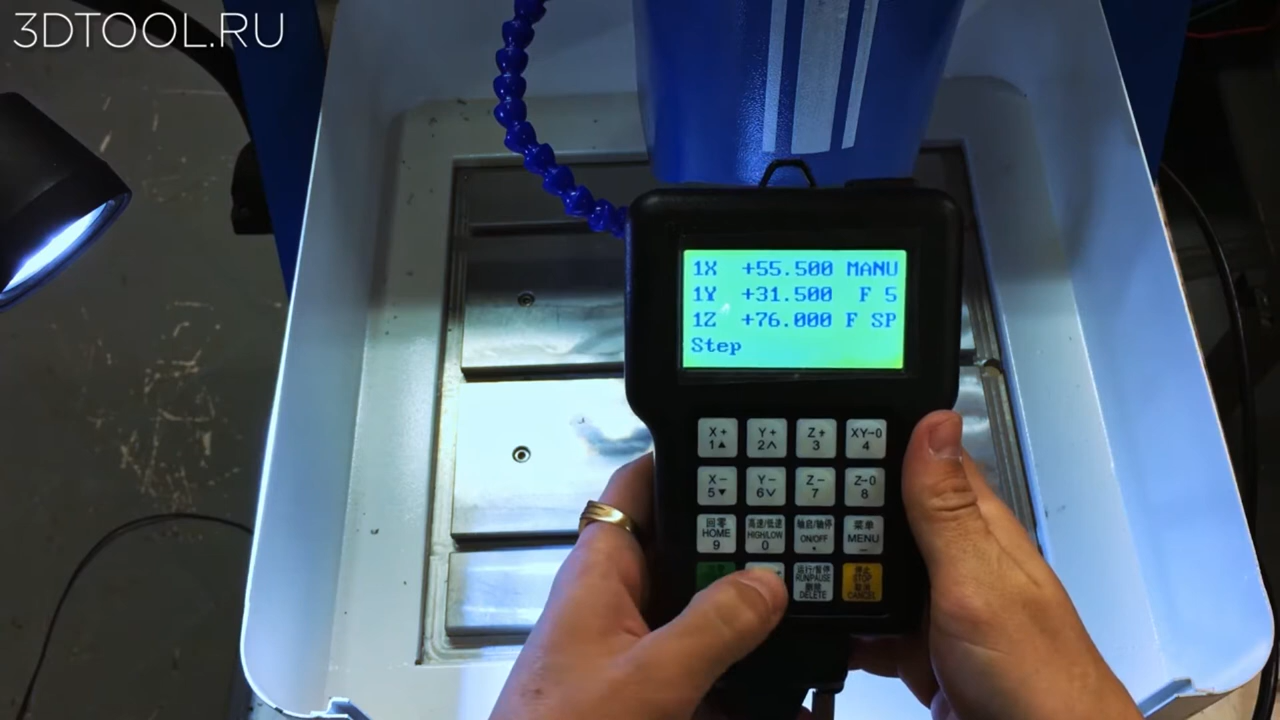 3DTOOL.RU
1X +55.500 MANU
1Y +31.500 F 5
1Z +76.000 F SP
Step
X+ Y+ Z+ XY-0
1▲ 2∧ 3 4
X- Y- Z- Z-0
5▼ 6∨ 7 8
回零 高速/低速 轴启/轴停 菜单
HOME HIGH/LOW ON/OFF MENU
9 0 . −
运行/暂停 停止
RUN/PAUSE STOP
删除 取消
DELETE CANCEL